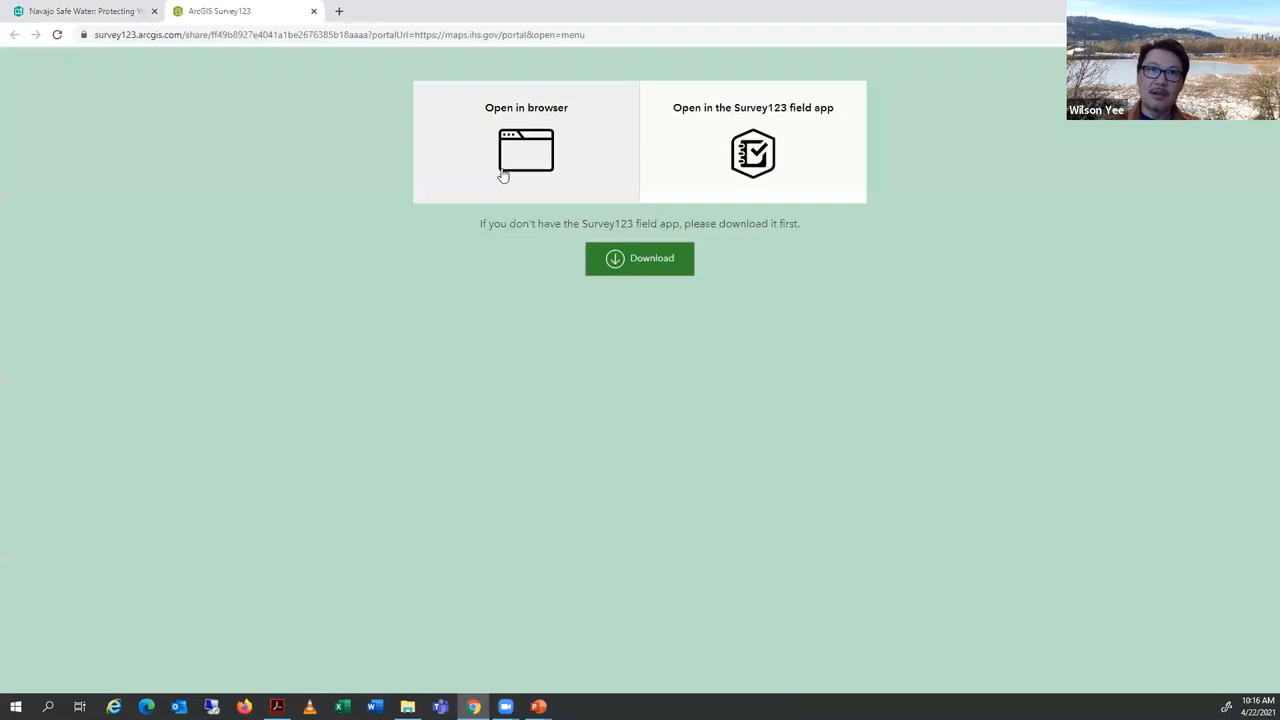 Navajo Safe Water: Protecting Yo
ArcGIS Survey123
survey123.arcgis.com/share/ff49b8927e4041a1be2676385b18aaaa?portalUrl=https://maps.ihs.gov/portal&open=menu
Wilson Yee
Open in browser
Open in the Survey123 field app
If you don't have the Survey123 field app, please download it first.
Download
10:16 AM
4/22/2021